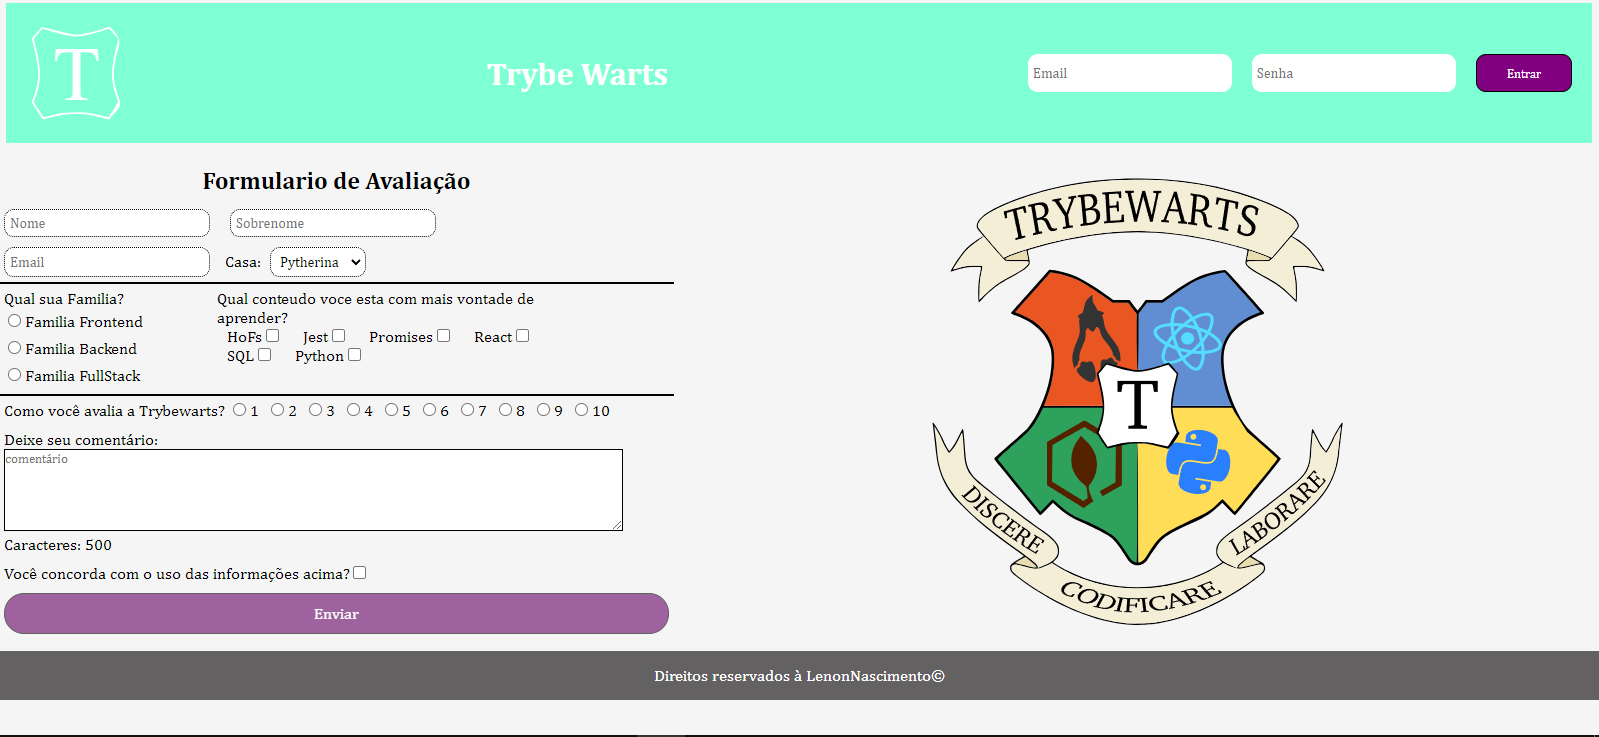 T
Trybe Warts
Email
Senha
Entrar
Formulario de Avaliação
Nome
Sobrenome
Email
Casa: Pytherina
Qual sua Familia?
Familia Frontend
Familia Backend
Familia FullStack
Qual conteudo voce esta com mais vontade de
aprender?
HoFs Jest Promises React
SQL Python
Como você avalia a Trybewarts? 1 2 3 4 5 6 7 8 9 10
Deixe seu comentário:
comentário
Caracteres: 500
Você concorda com o uso das informações acima?
Enviar
TRYBEWARTS
T
DISCERE
CODIFICARE
LABORARE
Direitos reservados à LenonNascimento©